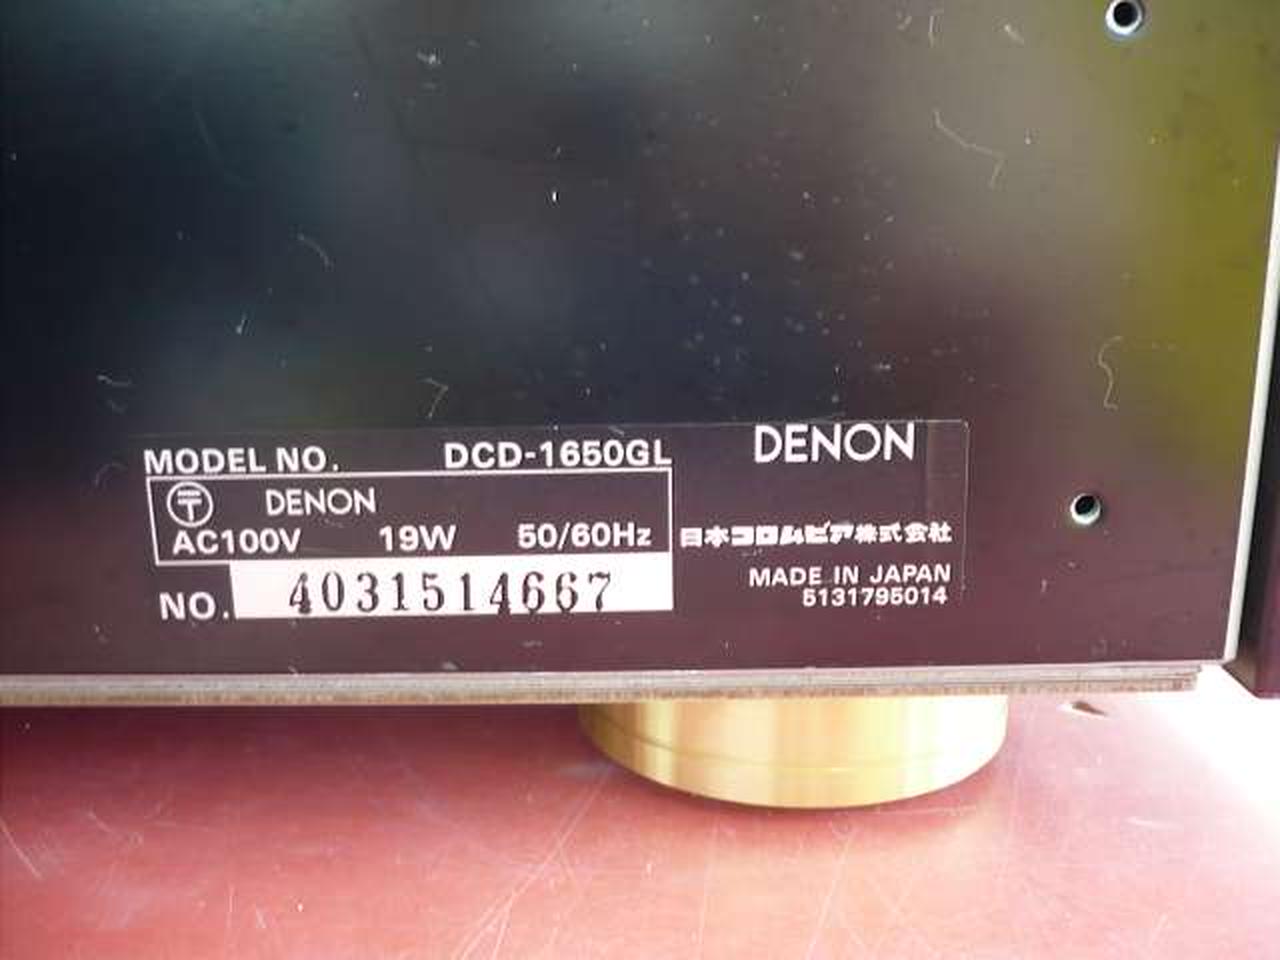 MODEL NO. DCD-1650GL
〒 DENON
AC100V 19W 50/60Hz
NO. 4031514667
DENON
日本コロムビア株式会社
MADE IN JAPAN
5131795014